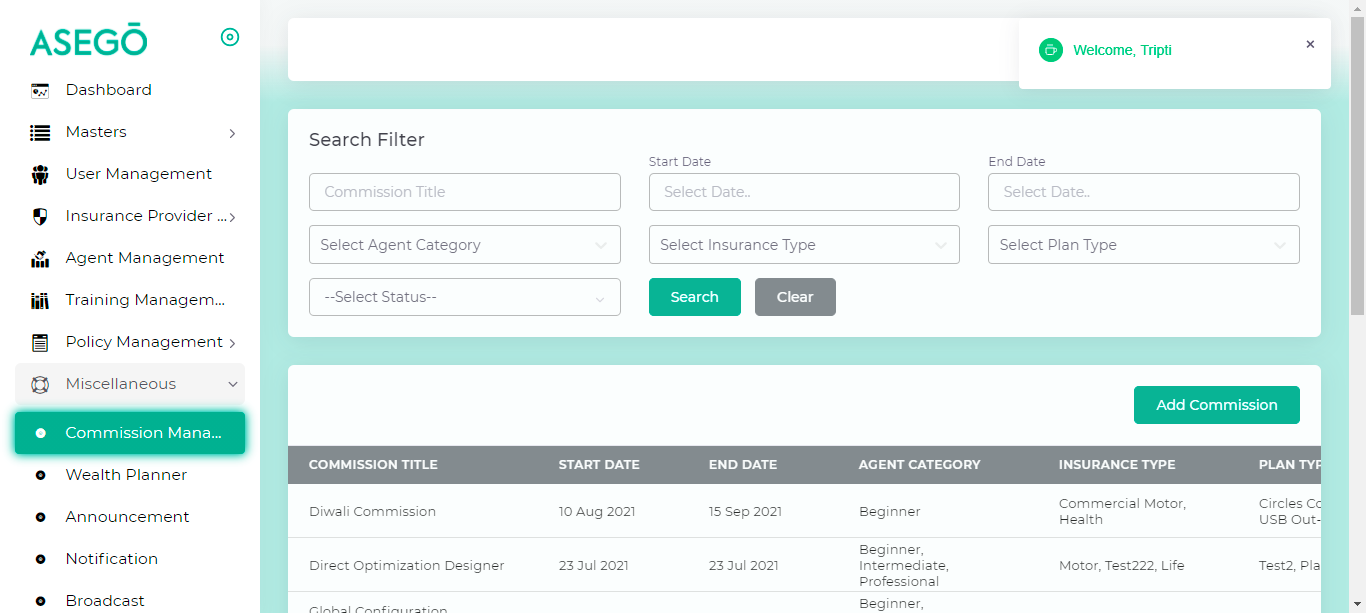 ASEGŌ
Welcome, Tripti
Dashboard
Masters
User Management
Insurance Provider ...
Agent Management
Training Managem...
Policy Management
Miscellaneous
Commission Mana...
Wealth Planner
Announcement
Notification
Broadcast
Search Filter
Start Date
End Date
Commission Title
Select Date..
Select Date..
Select Agent Category
Select Insurance Type
Select Plan Type
--Select Status--
Search
Clear
Add Commission
COMMISSION TITLE
START DATE
END DATE
AGENT CATEGORY
INSURANCE TYPE
PLAN TYP
Diwali Commission
10 Aug 2021
15 Sep 2021
Beginner
Commercial Motor,
Health
Circles Co
USB Out-
Direct Optimization Designer
23 Jul 2021
23 Jul 2021
Beginner,
Intermediate,
Professional
Motor, Test222, Life
Test2, Pla
Global Configuration
Beginner,